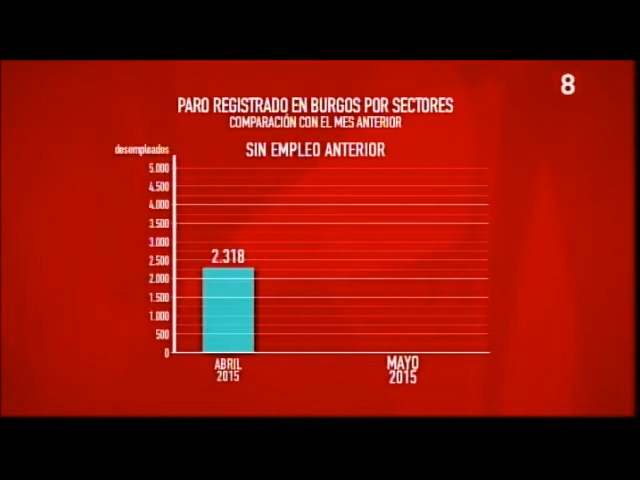 8
PARO REGISTRADO EN BURGOS POR SECTORES
COMPARACIÓN CON EL MES ANTERIOR
desempleados
SIN EMPLEO ANTERIOR
5.000
4.500
4.000
3.500
3.000
2.500
2.000
1.500
1.000
500
0
2.318
ABRIL
2015
MAYO
2015